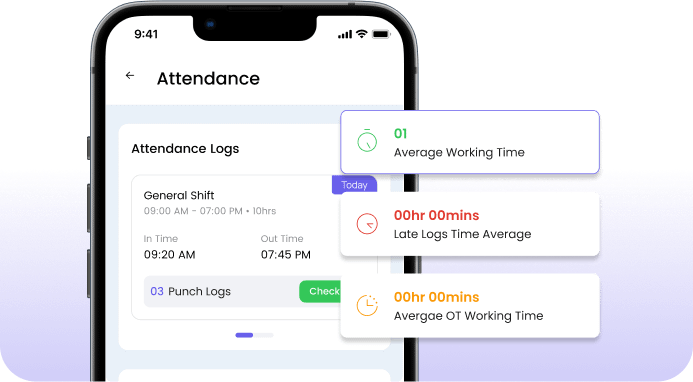 9:41
Attendance
Attendance Logs
Today
General Shift
09:00 AM - 07:00 PM • 10hrs
In Time
Out Time
09:20 AM
07:45 PM
03 Punch Logs
Check
01
Average Working Time
00hr 00mins
Late Logs Time Average
00hr 00mins
Avergae OT Working Time